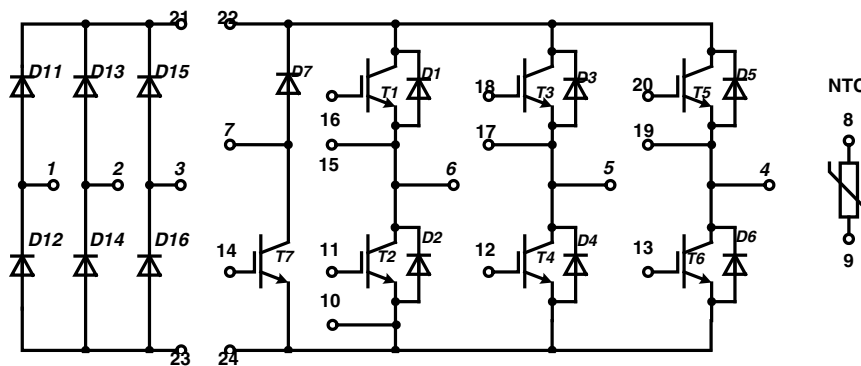 21 22
D11 D13 D15 D7 D1 D3 D5
T1 T3 T5
16 18 20
NTC
7 15 17 19 8
1 2 3 6 5 4
D12 D14 D16 D2 D4 D6
14 T7 11 T2 12 T4 13 T6
9
10
23 24